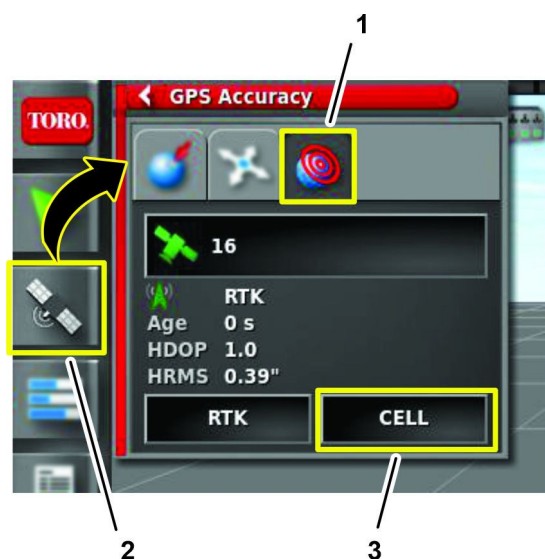 1
GPS Accuracy
TORO.
16
RTK
Age 0 s
HDOP 1.0
HRMS 0.39"
RTK CELL
2 3